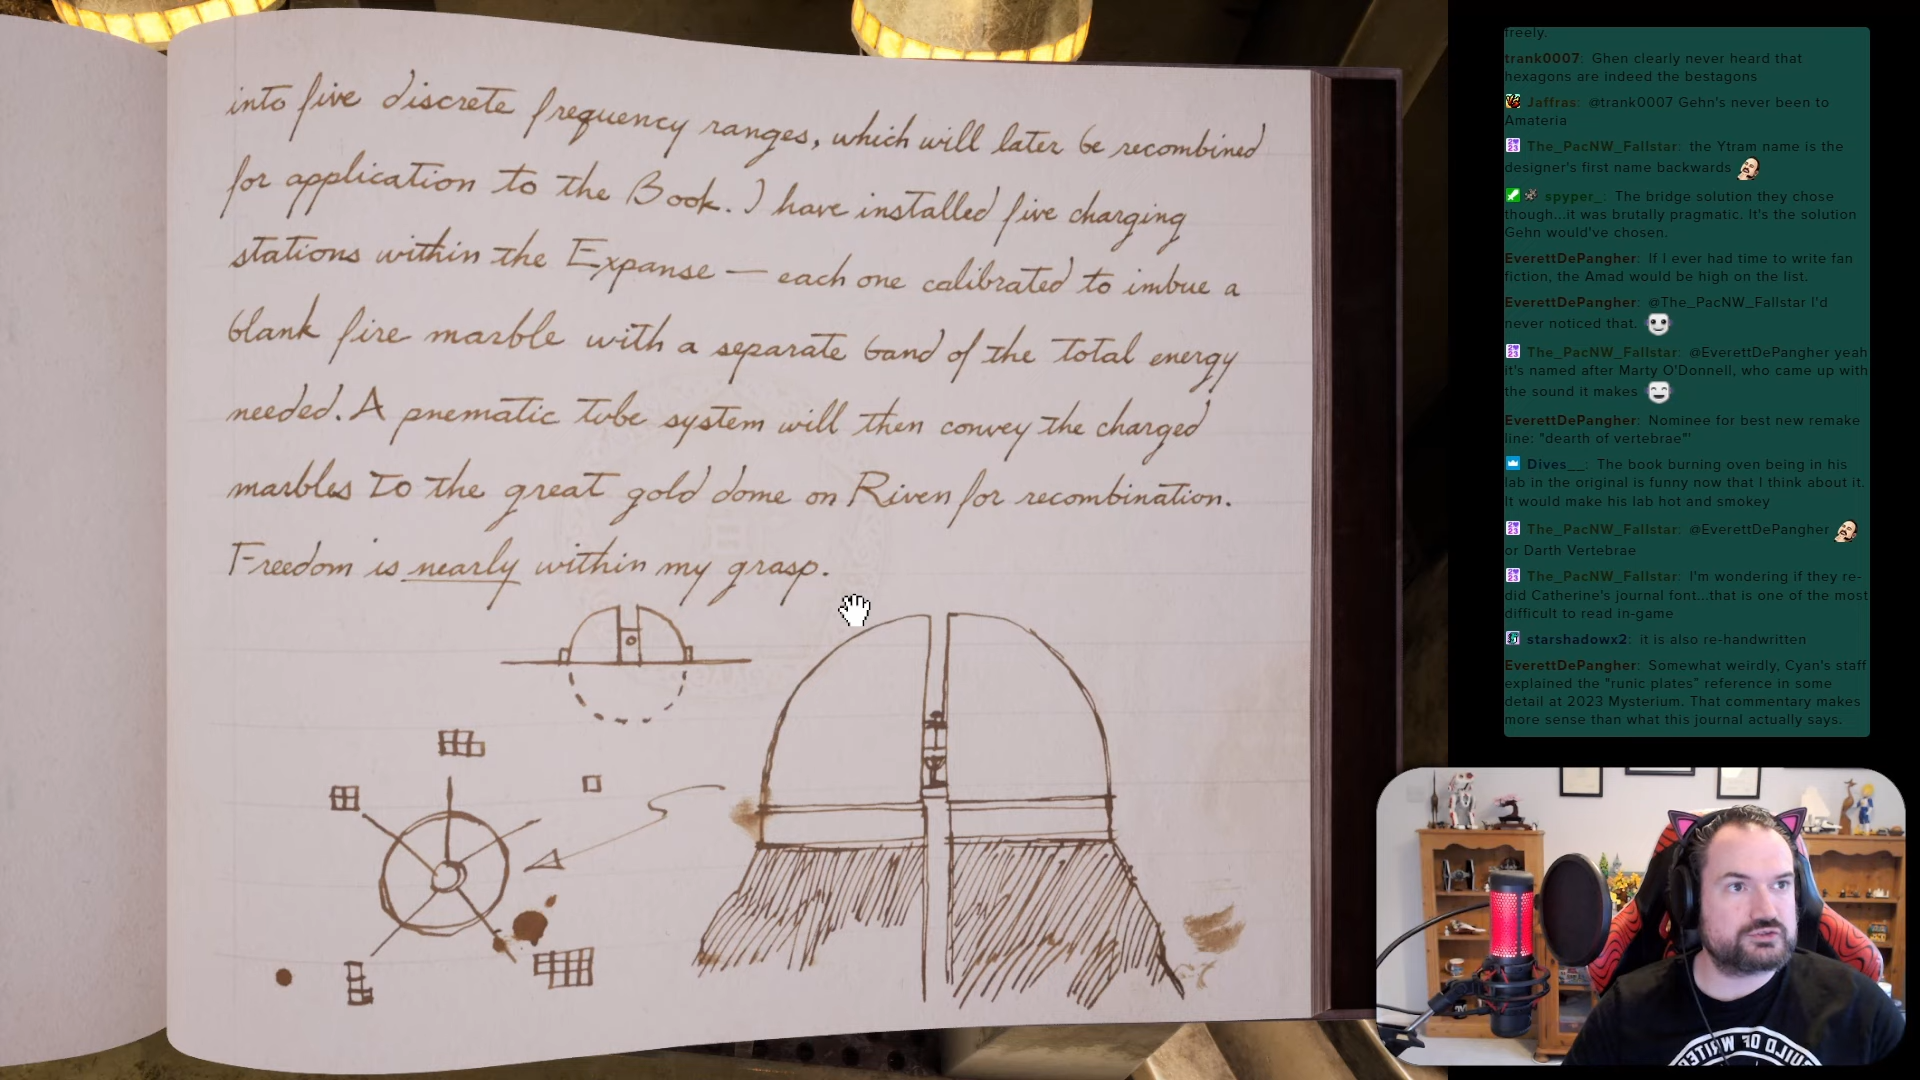 into five discrete frequency ranges, which will later be recombined
for application to the Book. I have installed five charging
stations within the Expanse — each one calibrated to imbue a
blank fire marble with a separate band of the total energy
needed. A pnematic tube system will then convey the charged
marbles to the great gold dome on Riven for recombination.
Freedom is nearly within my grasp.
freely.
trank0007: Ghen clearly never heard that
hexagons are indeed the bestagons
Jaffras: @trank0007 Gehn's never been to
Amateria
The_PacNW_Fallstar: the Ytram name is the
designer's first name backwards
spyper_: The bridge solution they chose
though...it was brutally pragmatic. It's the solution
Gehn would've chosen.
EverettDePangher: If I ever had time to write fan
fiction, the Amad would be high on the list.
EverettDePangher: @The_PacNW_Fallstar I'd
never noticed that.
The_PacNW_Fallstar: @EverettDePangher yeah
it's named after Marty O'Donnell, who came up with
the sound it makes
EverettDePangher: Nominee for best new remake
line: "dearth of vertebrae"'
Dives__: The book burning oven being in his
lab in the original is funny now that I think about it.
It would make his lab hot and smokey
The_PacNW_Fallstar: @EverettDePangher
or Darth Vertebrae
The_PacNW_Fallstar: I'm wondering if they re-
did Catherine's journal font...that is one of the most
difficult to read in-game
starshadowx2: it is also re-handwritten
EverettDePangher: Somewhat weirdly, Cyan's staff
explained the "runic plates" reference in some
detail at 2023 Mysterium. That commentary makes
more sense than what this journal actually says.